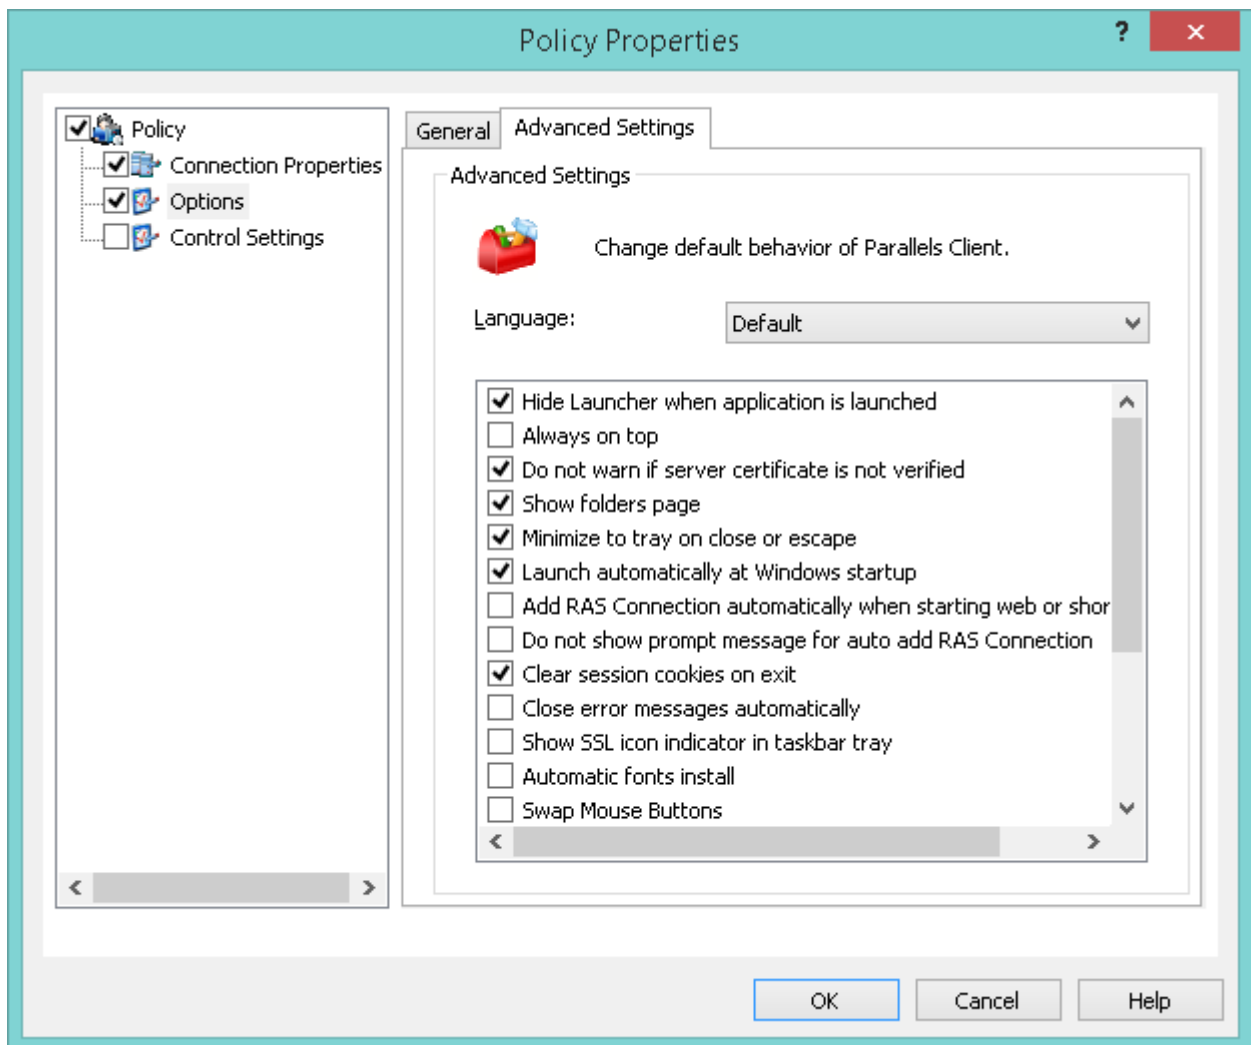 Policy Properties
?
Policy
Connection Properties
Options
Control Settings
General
Advanced Settings
Advanced Settings
Change default behavior of Parallels Client.
Language:
Default
Hide Launcher when application is launched
Always on top
Do not warn if server certificate is not verified
Show folders page
Minimize to tray on close or escape
Launch automatically at Windows startup
Add RAS Connection automatically when starting web or shor
Do not show prompt message for auto add RAS Connection
Clear session cookies on exit
Close error messages automatically
Show SSL icon indicator in taskbar tray
Automatic fonts install
Swap Mouse Buttons
OK
Cancel
Help